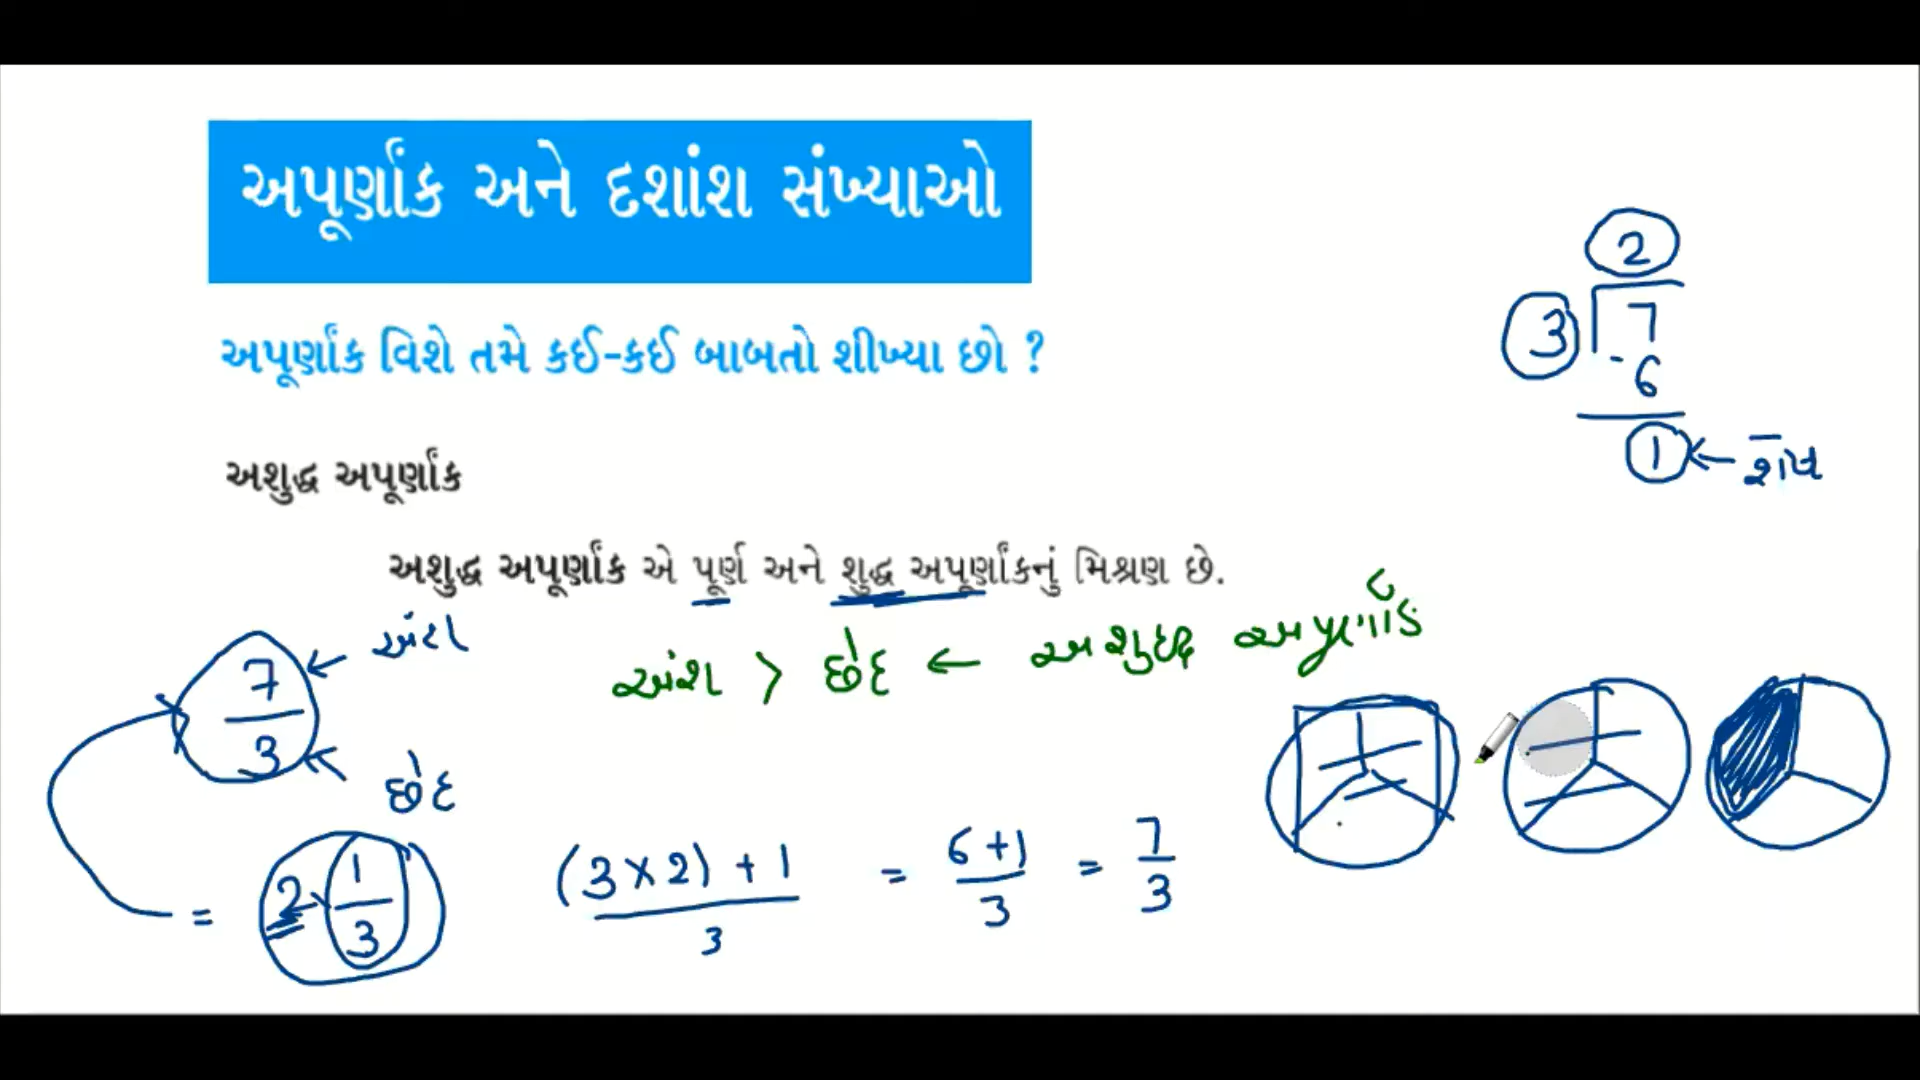 અપૂર્ણાંક અને દશાંશ સંખ્યાઓ
અપૂર્ણાંક વિશે તમે કઈ-કઈ બાબતો શીખ્યા છો ?
2
3 7
- 6
1 ← શેષ
અશુદ્ધ અપૂર્ણાંક
અશુદ્ધ અપૂર્ણાંક એ પૂર્ણ અને શુદ્ધ અપૂર્ણાંકનું મિશ્રણ છે.
7/3 ← અંશ
← છેદ
અંશ > છેદ ← અશુદ્ધ અપૂર્ણાંક
= 2 1/3
(3×2)+1/3 = 6+1/3 = 7/3